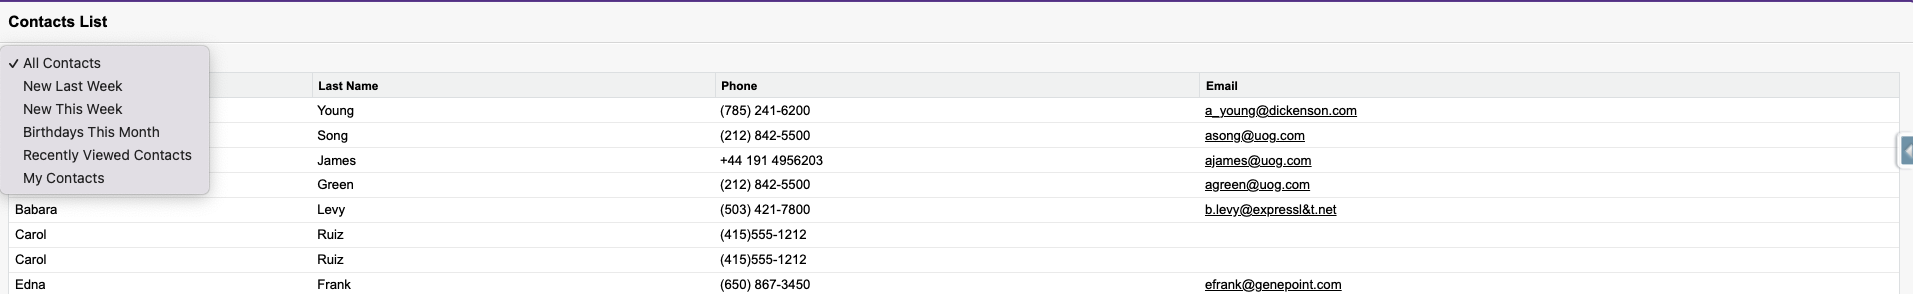 Contacts List
✓ All Contacts
New Last Week
New This Week
Birthdays This Month
Recently Viewed Contacts
My Contacts
Last Name Phone Email
Young (785) 241-6200 a_young@dickenson.com
Song (212) 842-5500 asong@uog.com
James +44 191 4956203 ajames@uog.com
Green (212) 842-5500 agreen@uog.com
Babara Levy (503) 421-7800 b.levy@expressl&t.net
Carol Ruiz (415)555-1212
Carol Ruiz (415)555-1212
Edna Frank (650) 867-3450 efrank@genepoint.com